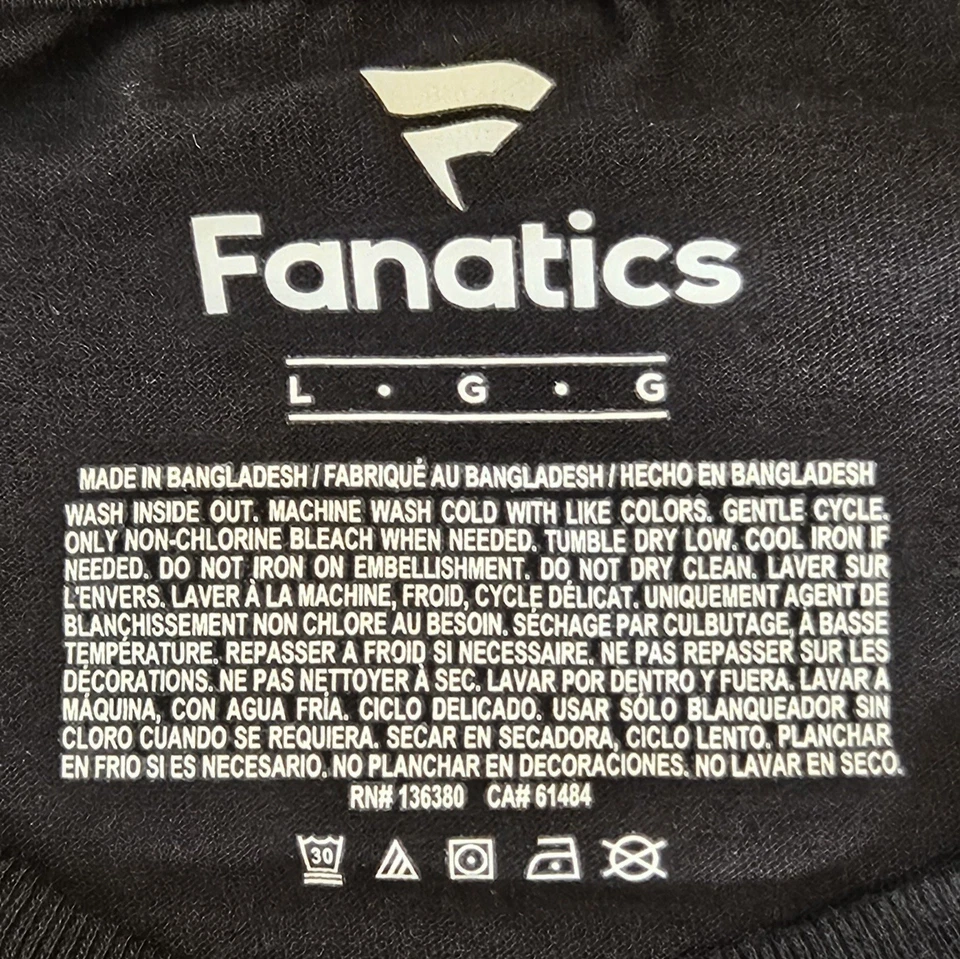 Fanatics
L • G • G
MADE IN BANGLADESH / FABRIQUÉ AU BANGLADESH / HECHO EN BANGLADESH
WASH INSIDE OUT. MACHINE WASH COLD WITH LIKE COLORS. GENTLE CYCLE.
ONLY NON-CHLORINE BLEACH WHEN NEEDED. TUMBLE DRY LOW. COOL IRON IF
NEEDED. DO NOT IRON ON EMBELLISHMENT. DO NOT DRY CLEAN. LAVER SUR
L'ENVERS. LAVER À LA MACHINE, FROID, CYCLE DÉLICAT. UNIQUEMENT AGENT DE
BLANCHISSEMENT NON CHLORE AU BESOIN. SÉCHAGE PAR CULBUTAGE, À BASSE
TEMPÉRATURE. REPASSER A FROID SI NECESSAIRE. NE PAS REPASSER SUR LES
DÉCORATIONS. NE PAS NETTOYER À SEC. LAVAR POR DENTRO Y FUERA. LAVAR A
MÁQUINA, CON AGUA FRÍA. CICLO DELICADO. USAR SÓLO BLANQUEADOR SIN
CLORO CUANDO SE REQUIERA. SECAR EN SECADORA, CICLO LENTO. PLANCHAR
EN FRIO SI ES NECESARIO. NO PLANCHAR EN DECORACIONES. NO LAVAR EN SECO.
RN# 136380 CA# 61484
30